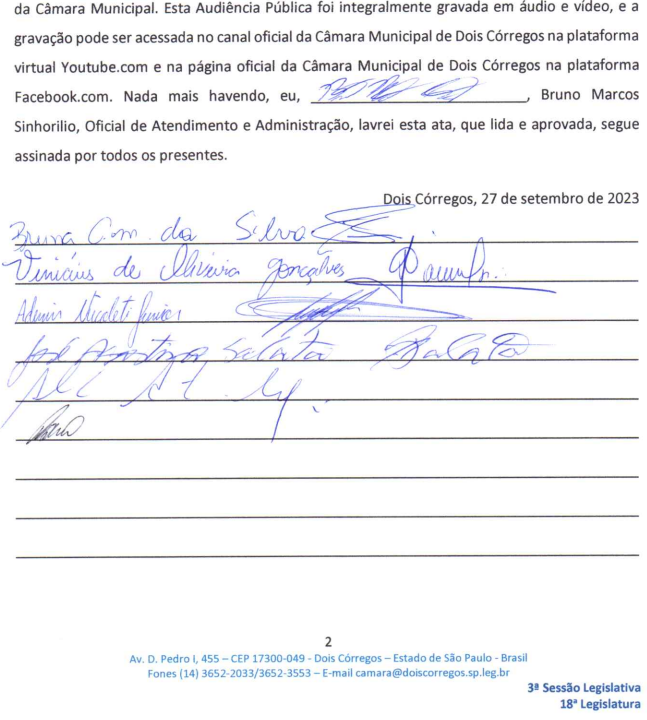 da Câmara Municipal. Esta Audiência Pública foi integralmente gravada em áudio e vídeo, e a
gravação pode ser acessada no canal oficial da Câmara Municipal de Dois Córregos na plataforma
virtual Youtube.com e na página oficial da Câmara Municipal de Dois Córregos na plataforma
Facebook.com. Nada mais havendo, eu, , Bruno Marcos
Sinhorilio, Oficial de Atendimento e Administração, lavrei esta ata, que lida e aprovada, segue
assinada por todos os presentes.
Dois Córregos, 27 de setembro de 2023
Bruna C. m. da Silva
Vinicius de Oliveira Gonçalves
Júnior
José Agostinho Salata Salata
2
Av. D. Pedro I, 455 – CEP 17300-049 - Dois Córregos – Estado de São Paulo - Brasil
Fones (14) 3652-2033/3652-3553 – E-mail camara@doiscorregos.sp.leg.br
3ª Sessão Legislativa
18ª Legislatura